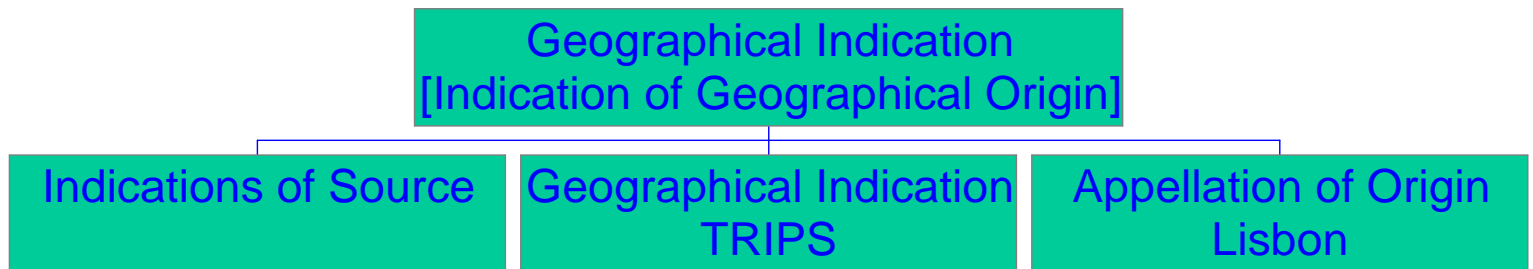 Geographical Indication
[Indication of Geographical Origin]
Indications of Source
Geographical Indication
TRIPS
Appellation of Origin
Lisbon